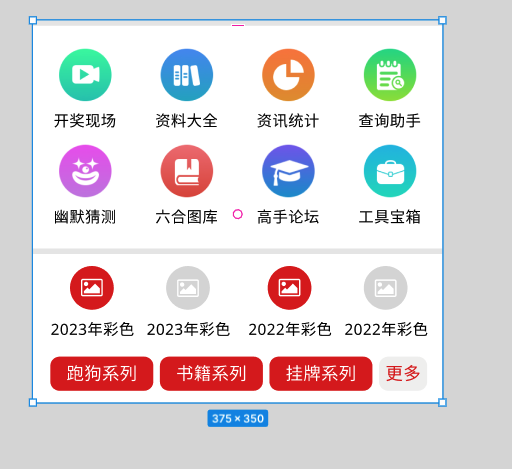 开奖现场 资料大全 资讯统计 查询助手
幽默猜测 六合图库 高手论坛 工具宝箱
2023年彩色 2023年彩色 2022年彩色 2022年彩色
跑狗系列 书籍系列 挂牌系列 更多
375 × 350